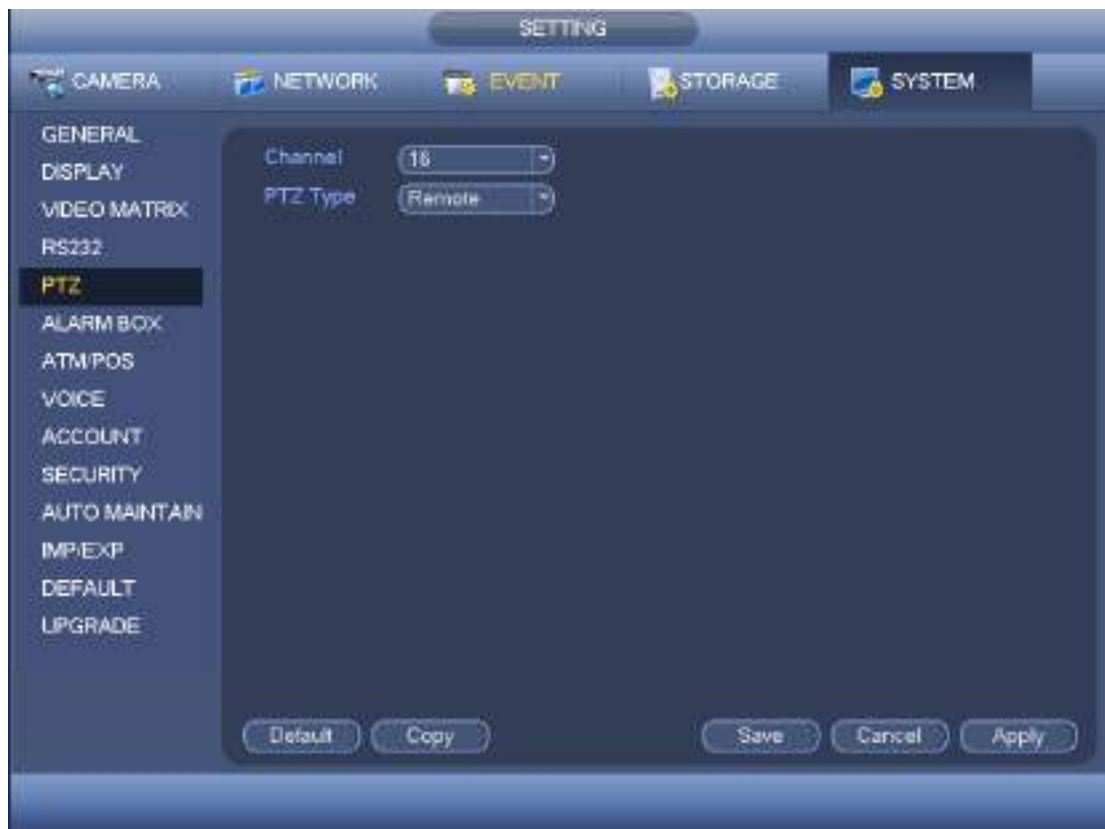 SETTING
CAMERA NETWORK EVENT STORAGE SYSTEM
GENERAL
DISPLAY
VIDEO MATRIX
RS232
PTZ
ALARM BOX
ATM/POS
VOICE
ACCOUNT
SECURITY
AUTO MAINTAIN
IMP/EXP
DEFAULT
UPGRADE
Channel 16
PTZ Type Remote
Default Copy Save Cancel Apply